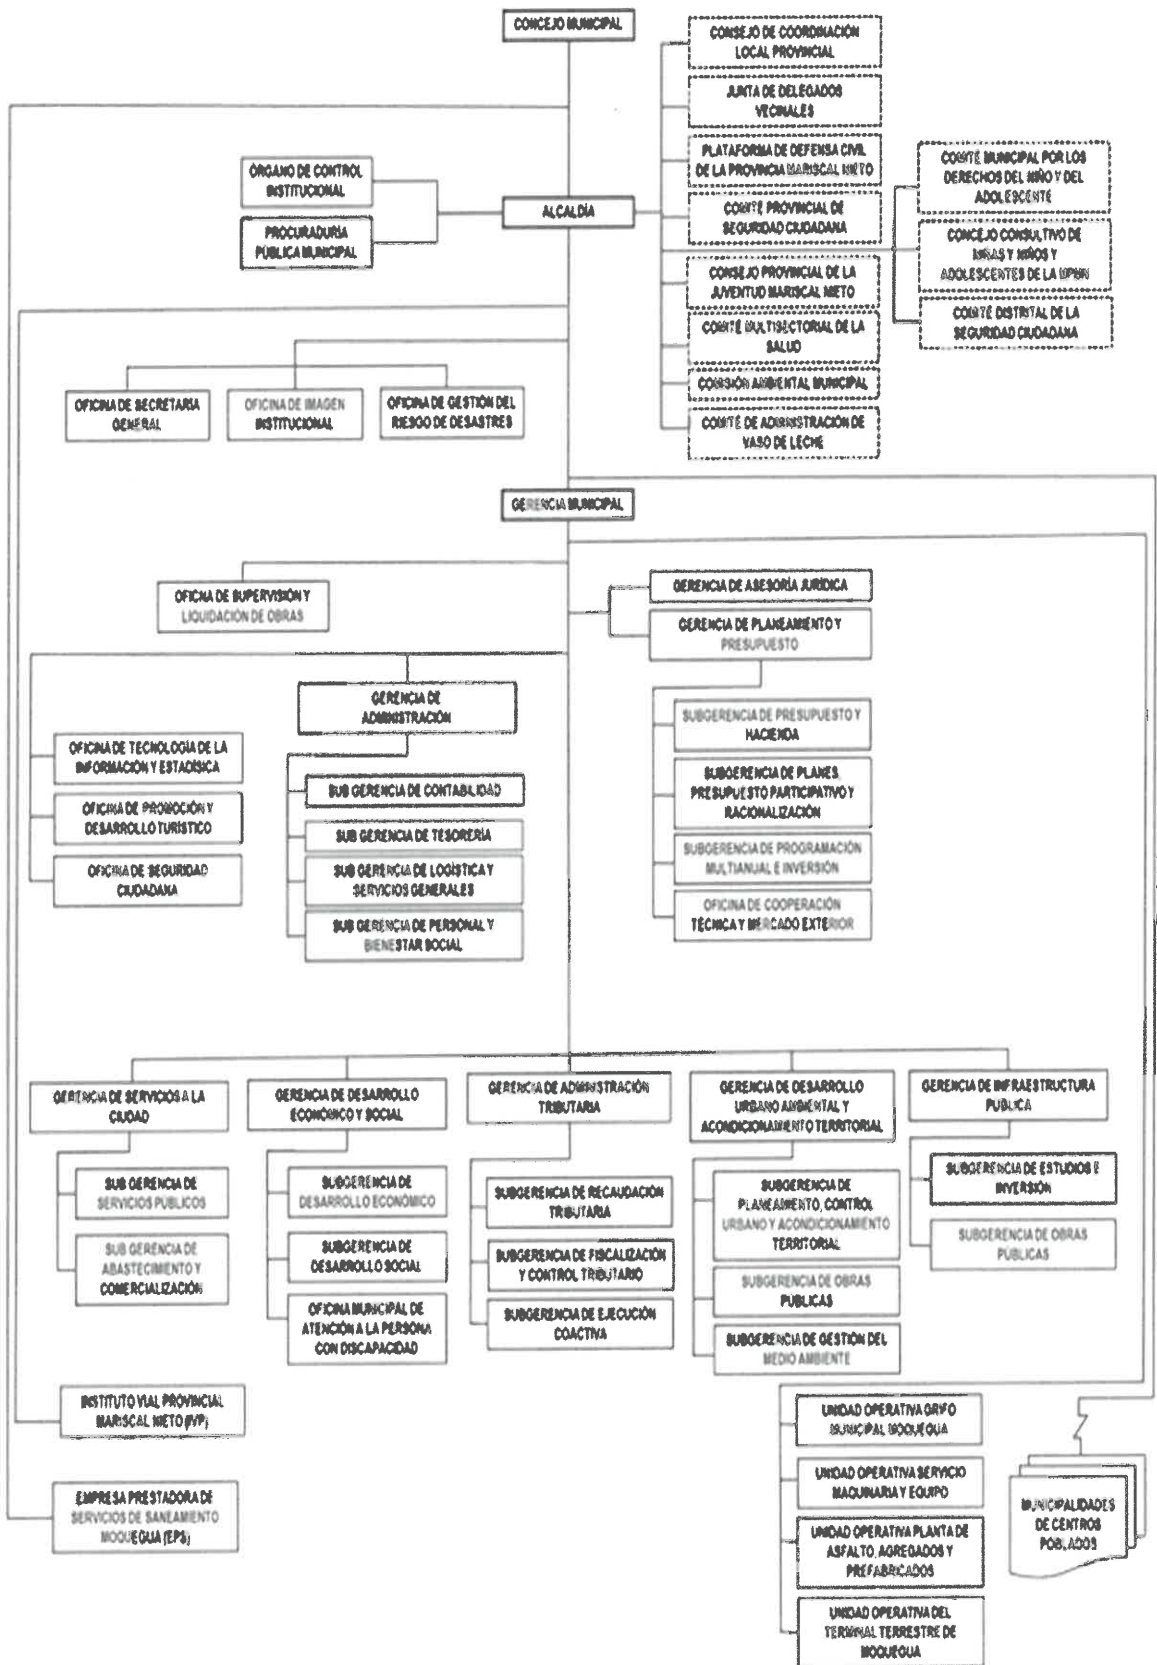 CONCEJO MUNICIPAL
CONSEJO DE COORDINACIÓN
LOCAL PROVINCIAL
JUNTA DE DELEGADOS
VECINALES
PLATAFORMA DE DEFENSA CIVIL
DE LA PROVINCIA MARISCAL NIETO
COMITÉ PROVINCIAL DE
SEGURIDAD CIUDADANA
CONSEJO PROVINCIAL DE LA
JUVENTUD MARISCAL NIETO
COMITÉ MULTISECTORIAL DE LA
SALUD
COMISIÓN AMBIENTAL MUNICIPAL
COMITÉ DE ADMINISTRACIÓN DE
VASO DE LECHE
COMITÉ MUNICIPAL POR LOS
DERECHOS DEL NIÑO Y DEL
ADOLESCENTE
CONCEJO CONSULTIVO DE
NIÑAS Y NIÑOS Y
ADOLESCENTES DE LA MPMN
COMITÉ DISTRITAL DE LA
SEGURIDAD CIUDADANA
ÓRGANO DE CONTROL
INSTITUCIONAL
PROCURADURÍA
PÚBLICA MUNICIPAL
ALCALDÍA
OFICINA DE SECRETARIA
GENERAL
OFICINA DE IMAGEN
INSTITUCIONAL
OFICINA DE GESTIÓN DEL
RIESGO DE DESASTRES
GERENCIA MUNICIPAL
OFICINA DE SUPERVISIÓN Y
LIQUIDACIÓN DE OBRAS
GERENCIA DE ASESORÍA JURÍDICA
GERENCIA DE PLANEAMIENTO Y
PRESUPUESTO
SUBGERENCIA DE PRESUPUESTO Y
HACIENDA
SUBGERENCIA DE PLANES,
PRESUPUESTO PARTICIPATIVO Y
RACIONALIZACIÓN
SUBGERENCIA DE PROGRAMACIÓN
MULTIANUAL E INVERSIÓN
OFICINA DE COOPERACIÓN
TÉCNICA Y MERCADO EXTERIOR
GERENCIA DE
ADMINISTRACIÓN
SUB GERENCIA DE CONTABILIDAD
SUB GERENCIA DE TESORERÍA
SUB GERENCIA DE LOGÍSTICA Y
SERVICIOS GENERALES
SUB GERENCIA DE PERSONAL Y
BIENESTAR SOCIAL
OFICINA DE TECNOLOGÍA DE LA
INFORMACIÓN Y ESTADÍSICA
OFICINA DE PROMOCIÓN Y
DESARROLLO TURÍSTICO
OFICINA DE SEGURIDAD
CIUDADANA
GERENCIA DE SERVICIOS A LA
CIUDAD
SUB GERENCIA DE
SERVICIOS PÚBLICOS
SUB GERENCIA DE
ABASTECIMIENTO Y
COMERCIALIZACIÓN
GERENCIA DE DESARROLLO
ECONÓMICO Y SOCIAL
SUBGERENCIA DE
DESARROLLO ECONÓMICO
SUBGERENCIA DE
DESARROLLO SOCIAL
OFICINA MUNICIPAL DE
ATENCIÓN A LA PERSONA
CON DISCAPACIDAD
GERENCIA DE ADMINISTRACIÓN
TRIBUTARIA
SUBGERENCIA DE RECAUDACIÓN
TRIBUTARIA
SUBGERENCIA DE FISCALIZACIÓN
Y CONTROL TRIBUTARIO
SUBGERENCIA DE EJECUCIÓN
COACTIVA
GERENCIA DE DESARROLLO
URBANO AMBIENTAL Y
ACONDICIONAMIENTO TERRITORIAL
SUBGERENCIA DE
PLANEAMENTO, CONTROL
URBANO Y ACONDICIONAMIENTO
TERRITORIAL
SUBGERENCIA DE OBRAS
PUBLICAS
SUBGERENCIA DE GESTIÓN DEL
MEDIO AMBIENTE
GERENCIA DE INFRAESTRUCTURA
PUBLICA
SUBGERENCIA DE ESTUDIOS E
INVERSIÓN
SUBGERENCIA DE OBRAS
PÚBLICAS
INSTITUTO VIAL PROVINCIAL
MARISCAL NIETO (IVP)
EMPRESA PRESTADORA DE
SERVICIOS DE SANEAMIENTO
MOQUEGUA (EPS)
UNIDAD OPERATIVA GRIFO
MUNICIPAL MOQUEGUA
UNIDAD OPERATIVA SERVICIO
MAQUINARIA Y EQUIPO
UNIDAD OPERATIVA PLANTA DE
ASFALTO, AGREGADOS Y
PREFABRICADOS
UNIDAD OPERATIVA DEL
TERMINAL TERRESTRE DE
MOQUEGUA
MUNICIPALIDADES
DE CENTROS
POBLADOS